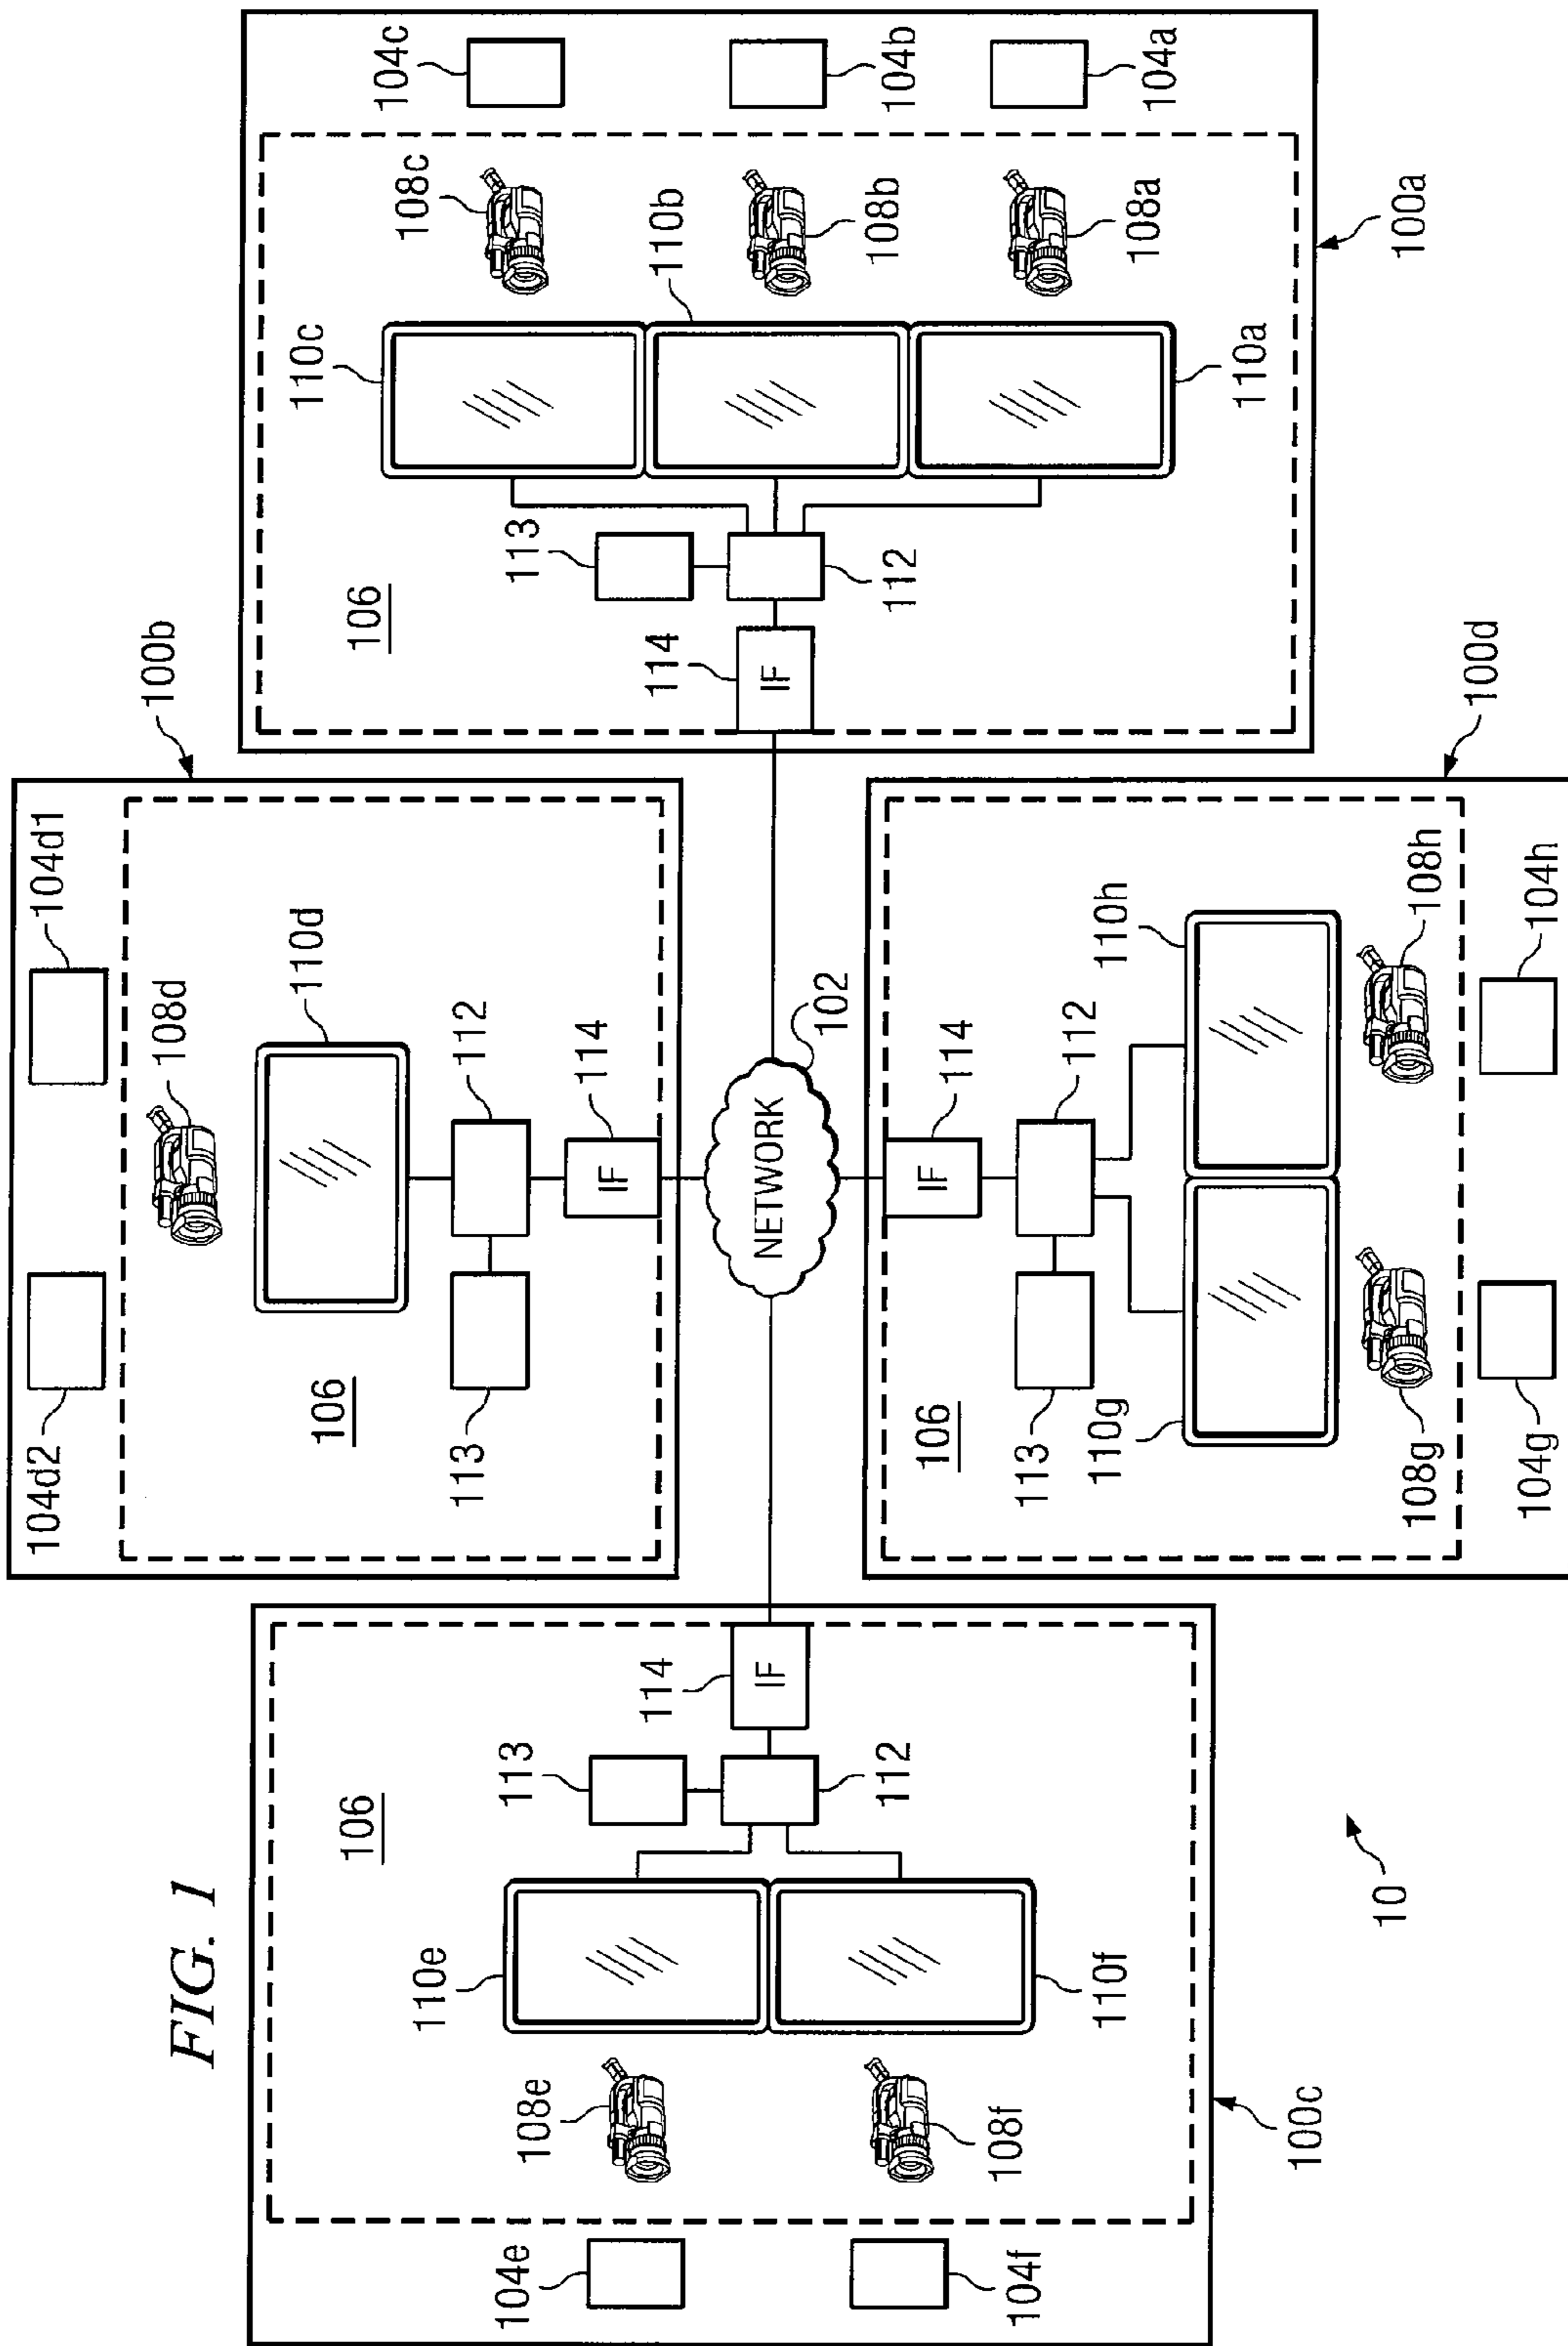 FIG. 1
10
100c
104e
104f
108e
108f
110e
110f
106
113
112
114
IF
100b
104d2
104d1
108d
110d
106
113
112
114
IF
NETWORK
102
100d
IF
114
112
113
106
110g
110h
108g
108h
104g
104h
100a
104c
104b
104a
108c
108b
108a
110c
110b
110a
113
112
106
114
IF